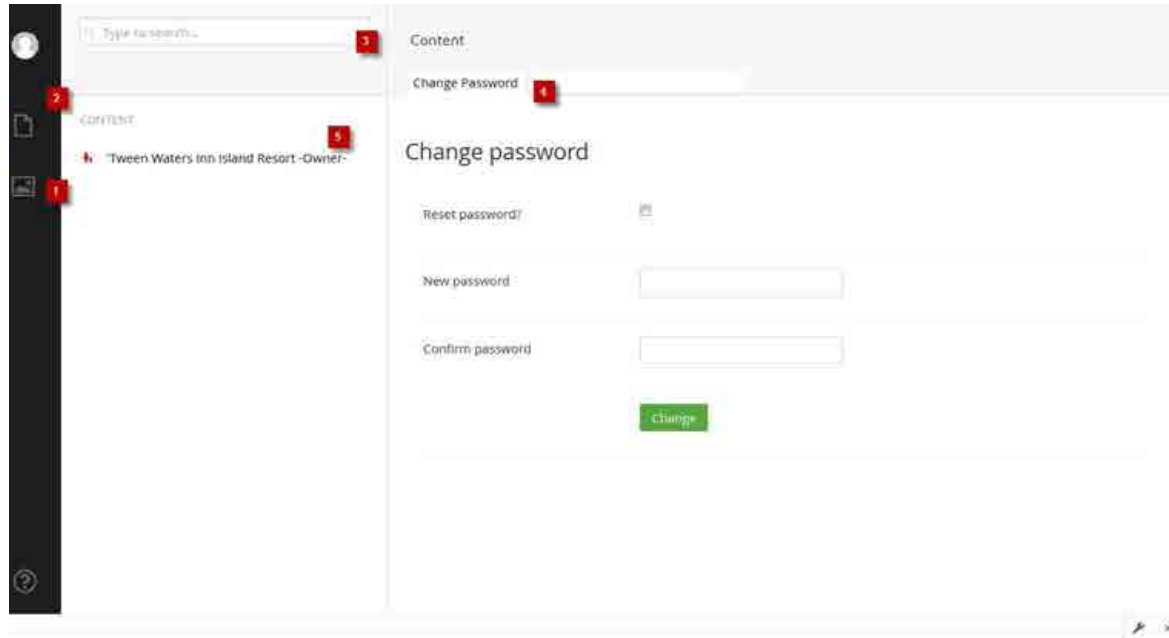 Type to search...
3
Content
Change Password
4
2
CONTENT
5
'Tween Waters Inn Island Resort -Owner-
Change password
1
Reset password?
New password
Confirm password
Change
?